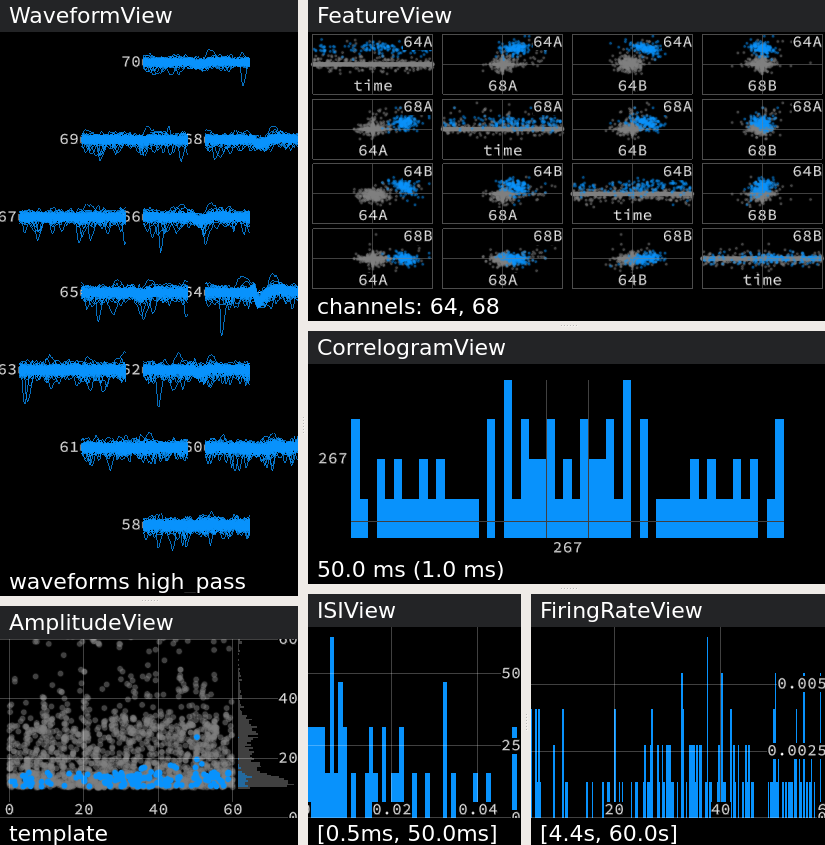 WaveformView
70
69 68
67 66
65 64
63 62
61 60
58
waveforms high_pass
FeatureView
64A 64A 64A 64A
time 68A 64B 68B
68A 68A 68A 68A
64A time 64B 68B
64B 64B 64B 64B
64A 68A time 68B
68B 68B 68B 68B
64A 68A 64B time
channels: 64, 68
CorrelogramView
267
267
50.0 ms (1.0 ms)
AmplitudeView
60
40
20
0
0 20 40 60
template
ISIView
50
25
0
0.02 0.04
[0.5ms, 50.0ms]
FiringRateView
0.005
0.0025
20 40
[4.4s, 60.0s]